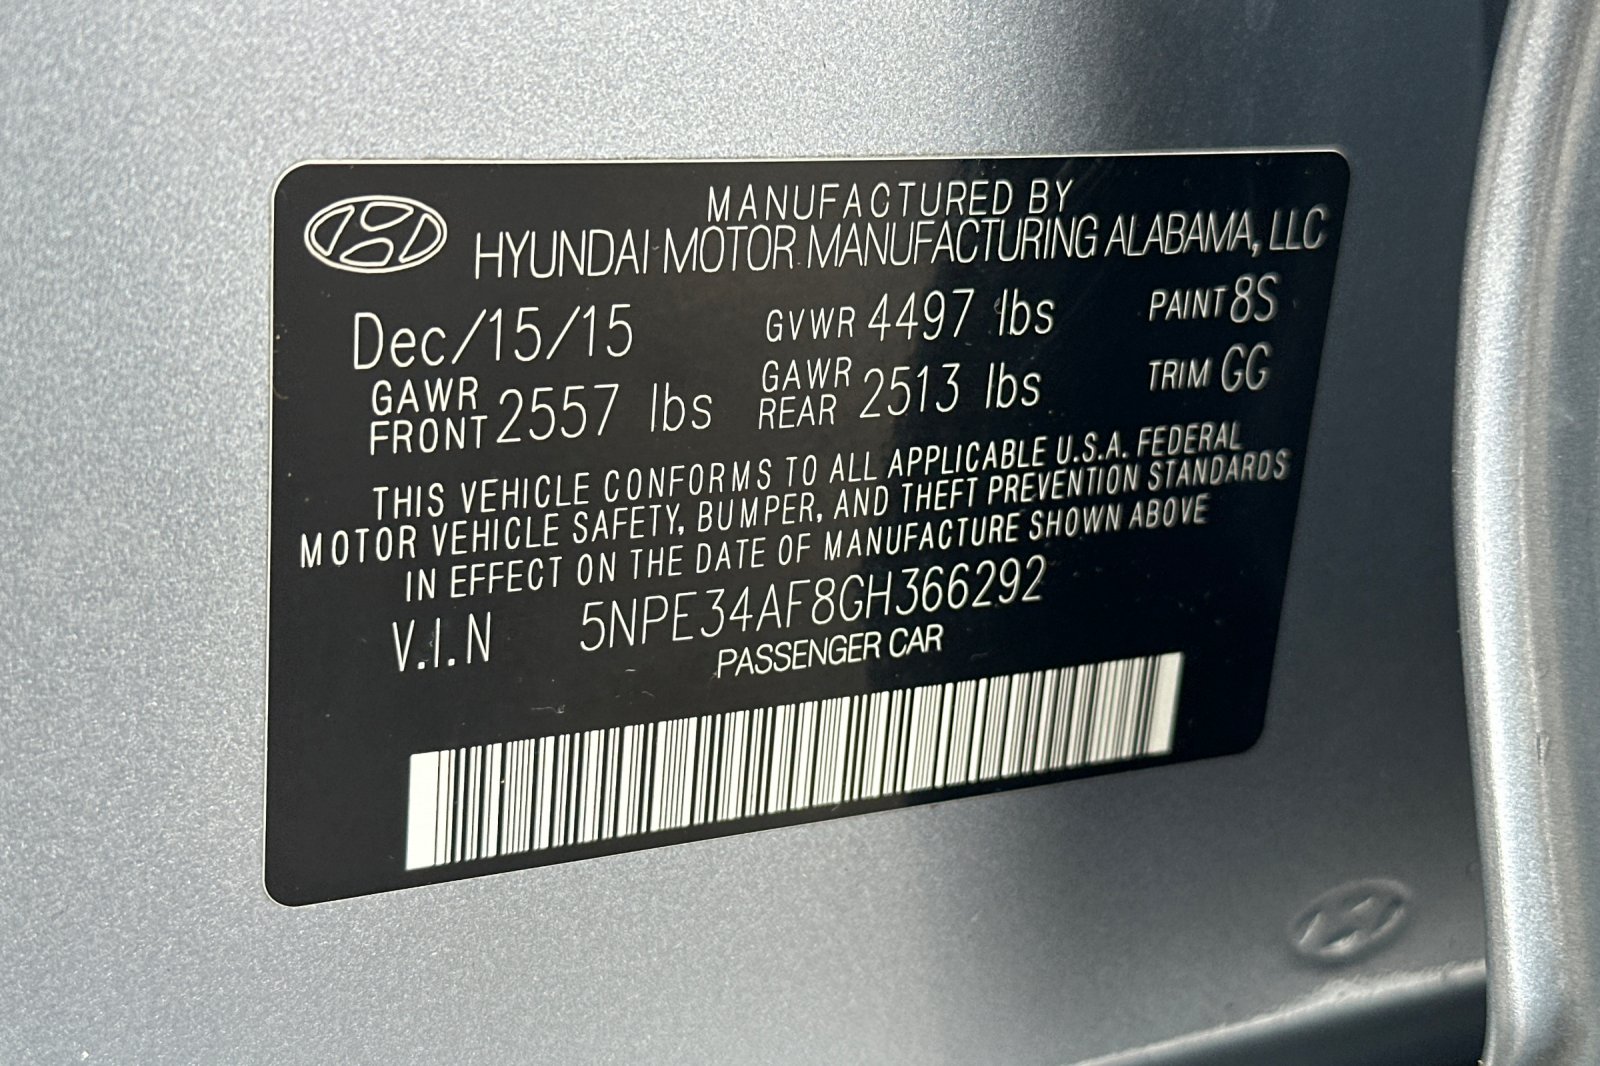 MANUFACTURED BY
HYUNDAI MOTOR MANUFACTURING ALABAMA, LLC
Dec/15/15 GVWR 4497 lbs PAINT 8S
GAWR FRONT 2557 lbs GAWR REAR 2513 lbs TRIM GG
THIS VEHICLE CONFORMS TO ALL APPLICABLE U.S.A. FEDERAL
MOTOR VEHICLE SAFETY, BUMPER, AND THEFT PREVENTION STANDARDS
IN EFFECT ON THE DATE OF MANUFACTURE SHOWN ABOVE
V.I.N 5NPE34AF8GH366292
PASSENGER CAR